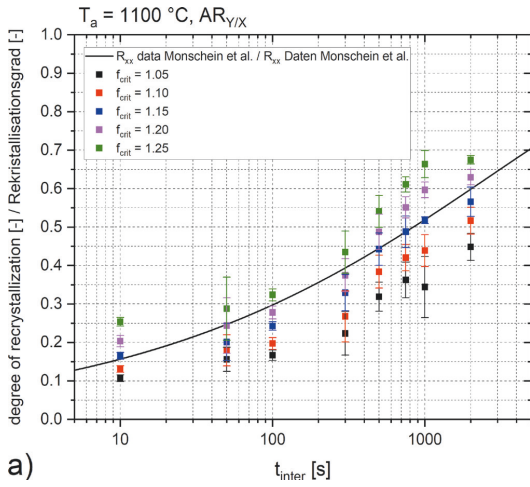 T_a = 1100 °C, AR_Y/X
R_xx data Monschein et al. / R_xx Daten Monschein et al.
f_crit = 1.05
f_crit = 1.10
f_crit = 1.15
f_crit = 1.20
f_crit = 1.25
degree of recrystallization [-] / Rekristallisationsgrad [-]
1.0
0.9
0.8
0.7
0.6
0.5
0.4
0.3
0.2
0.1
0.0
10
100
1000
t_inter [s]
a)